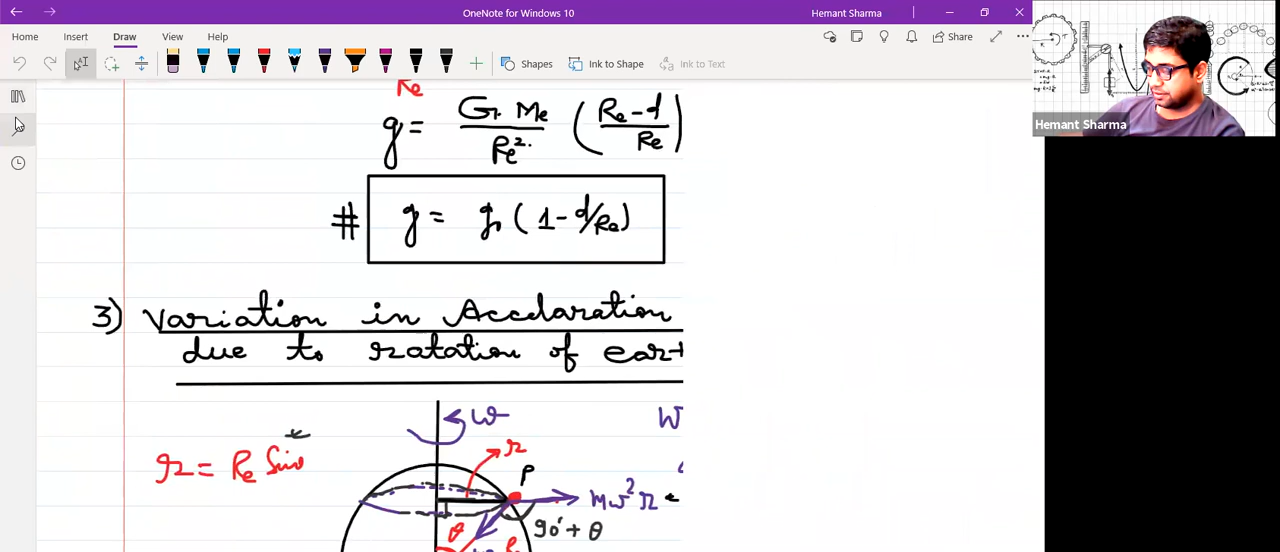 OneNote for Windows 10
Hemant Sharma
Home Insert Draw View Help
Share
Shapes Ink to Shape Ink to Text
Re
g = G Me / Re² ( Re - d / Re )
# g = g₀ ( 1 - d/Re )
3) Variation in Accelaration
due to rotation of ear
ω
W
r = Re Sinθ
r
P
mω²r
θ
90° + θ
Hemant Sharma